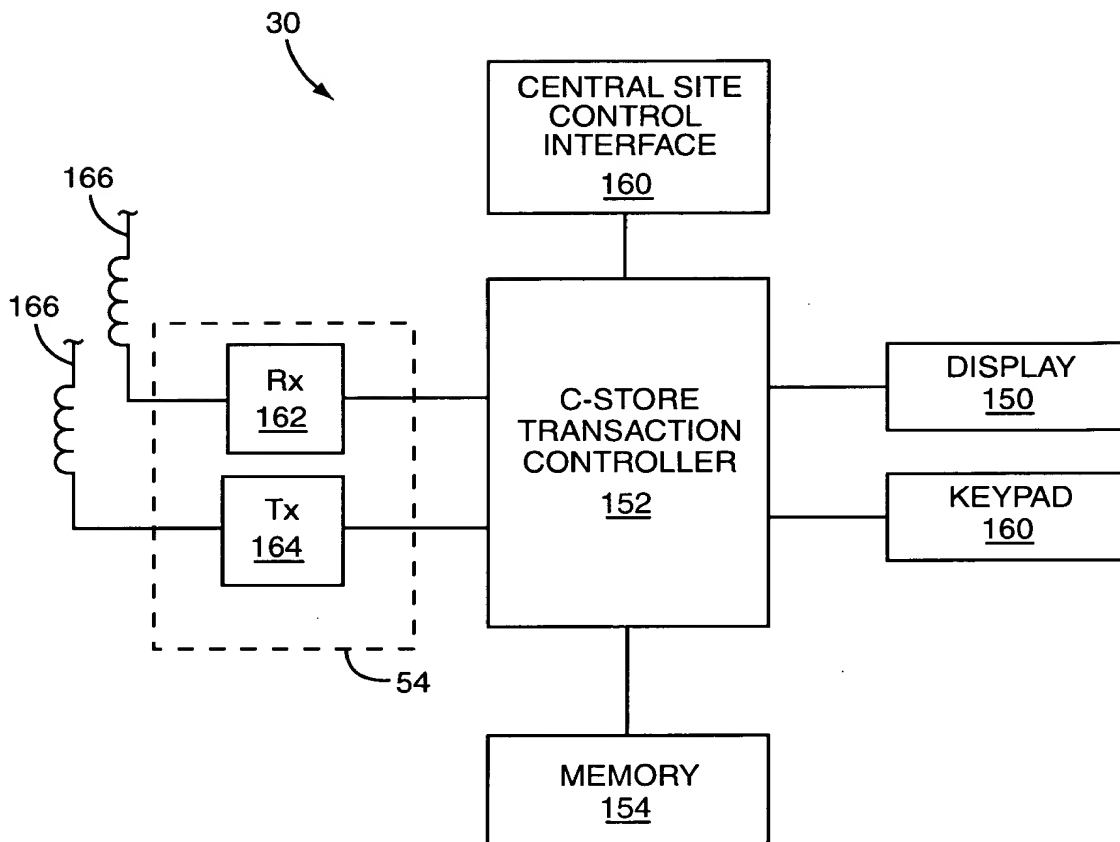 30
CENTRAL SITE
CONTROL
INTERFACE
160
166
166
Rx
162
Tx
164
54
C-STORE
TRANSACTION
CONTROLLER
152
DISPLAY
150
KEYPAD
160
MEMORY
154